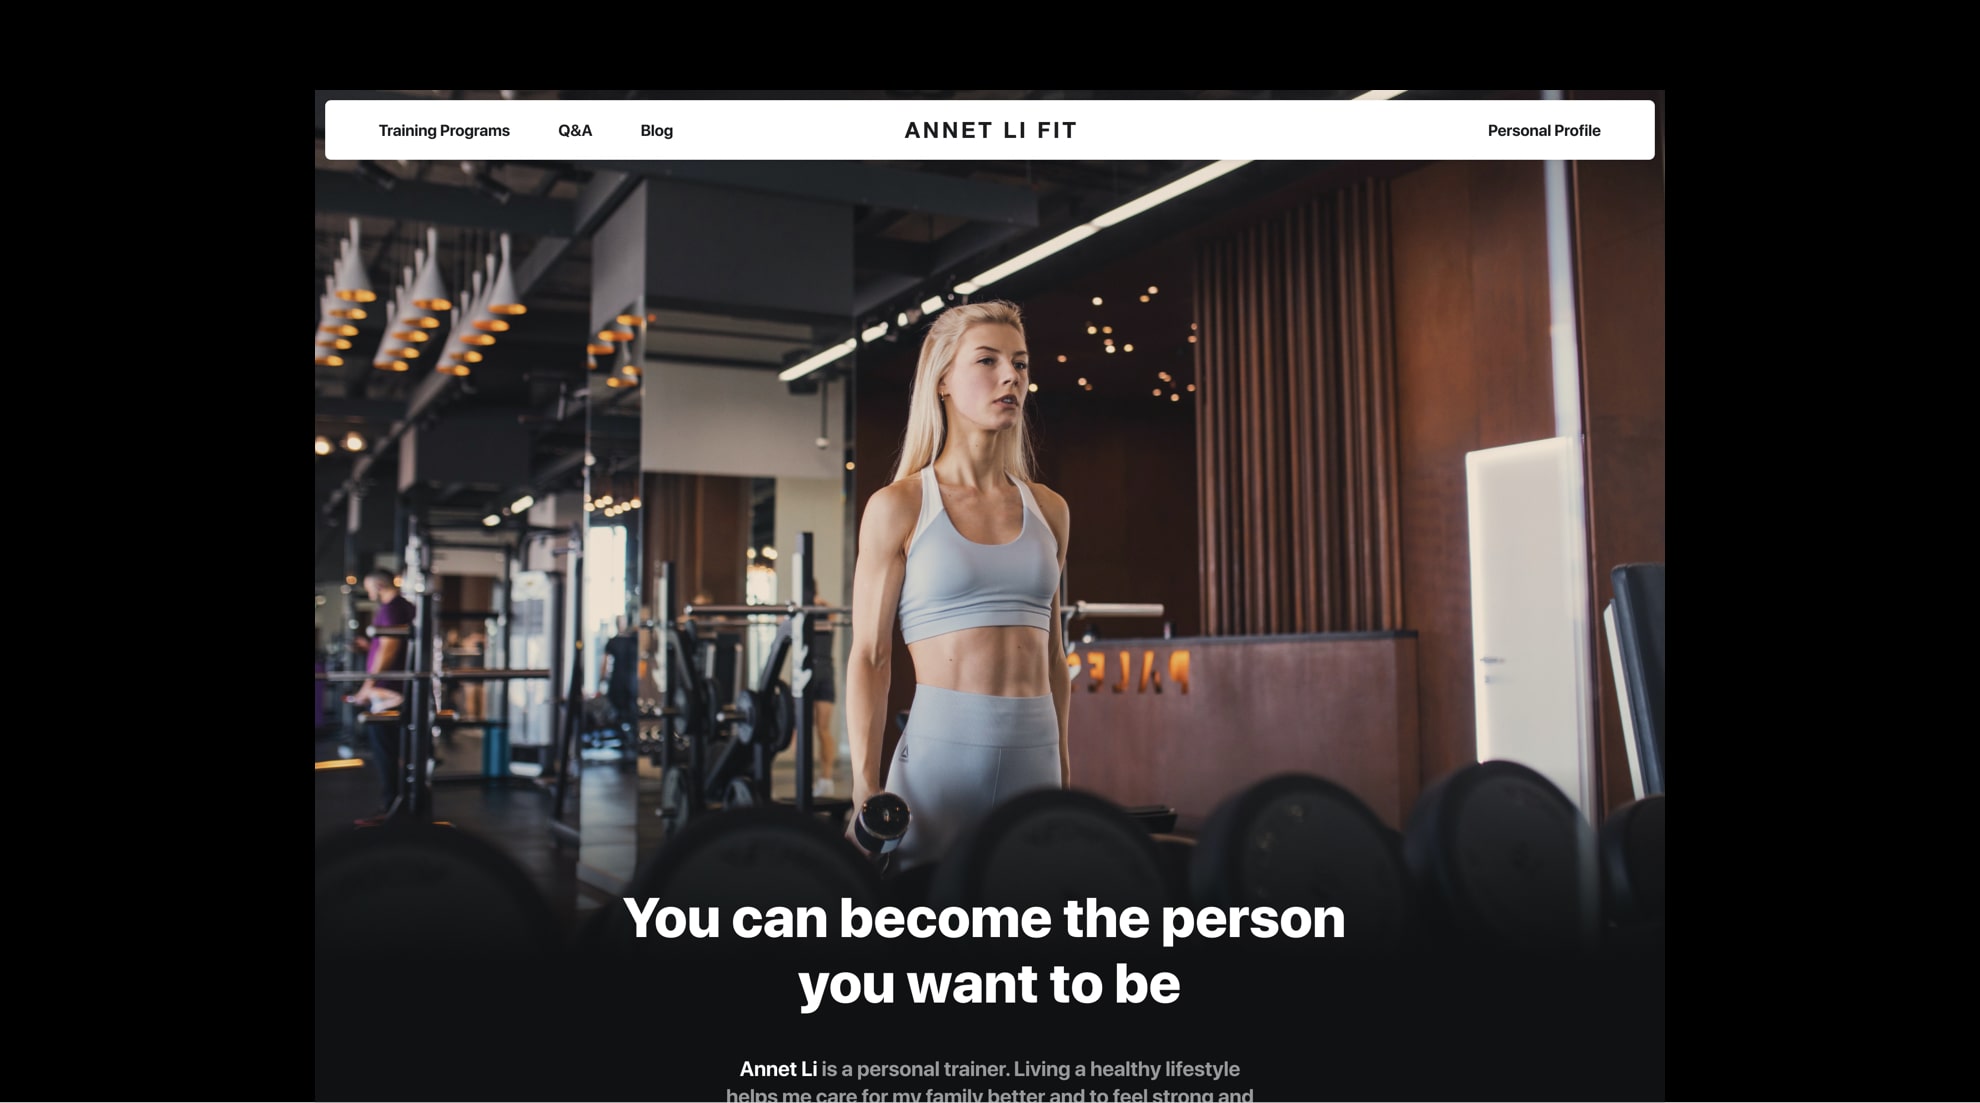 Training Programs
Q&A
Blog
ANNET LI FIT
Personal Profile
You can become the person
you want to be
Annet Li is a personal trainer. Living a healthy lifestyle
helps me care for my family better and to feel strong and